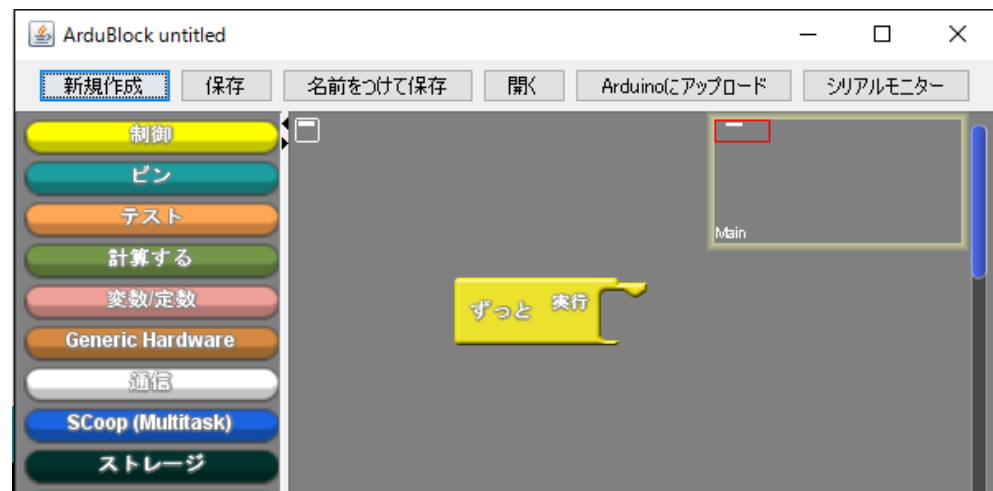 ArduBlock untitled
新規作成 保存 名前をつけて保存 開く Arduinoにアップロード シリアルモニター
制御
ピン
テスト
計算する
変数/定数
Generic Hardware
通信
SCoop (Multitask)
ストレージ
Main
ずっと 実行